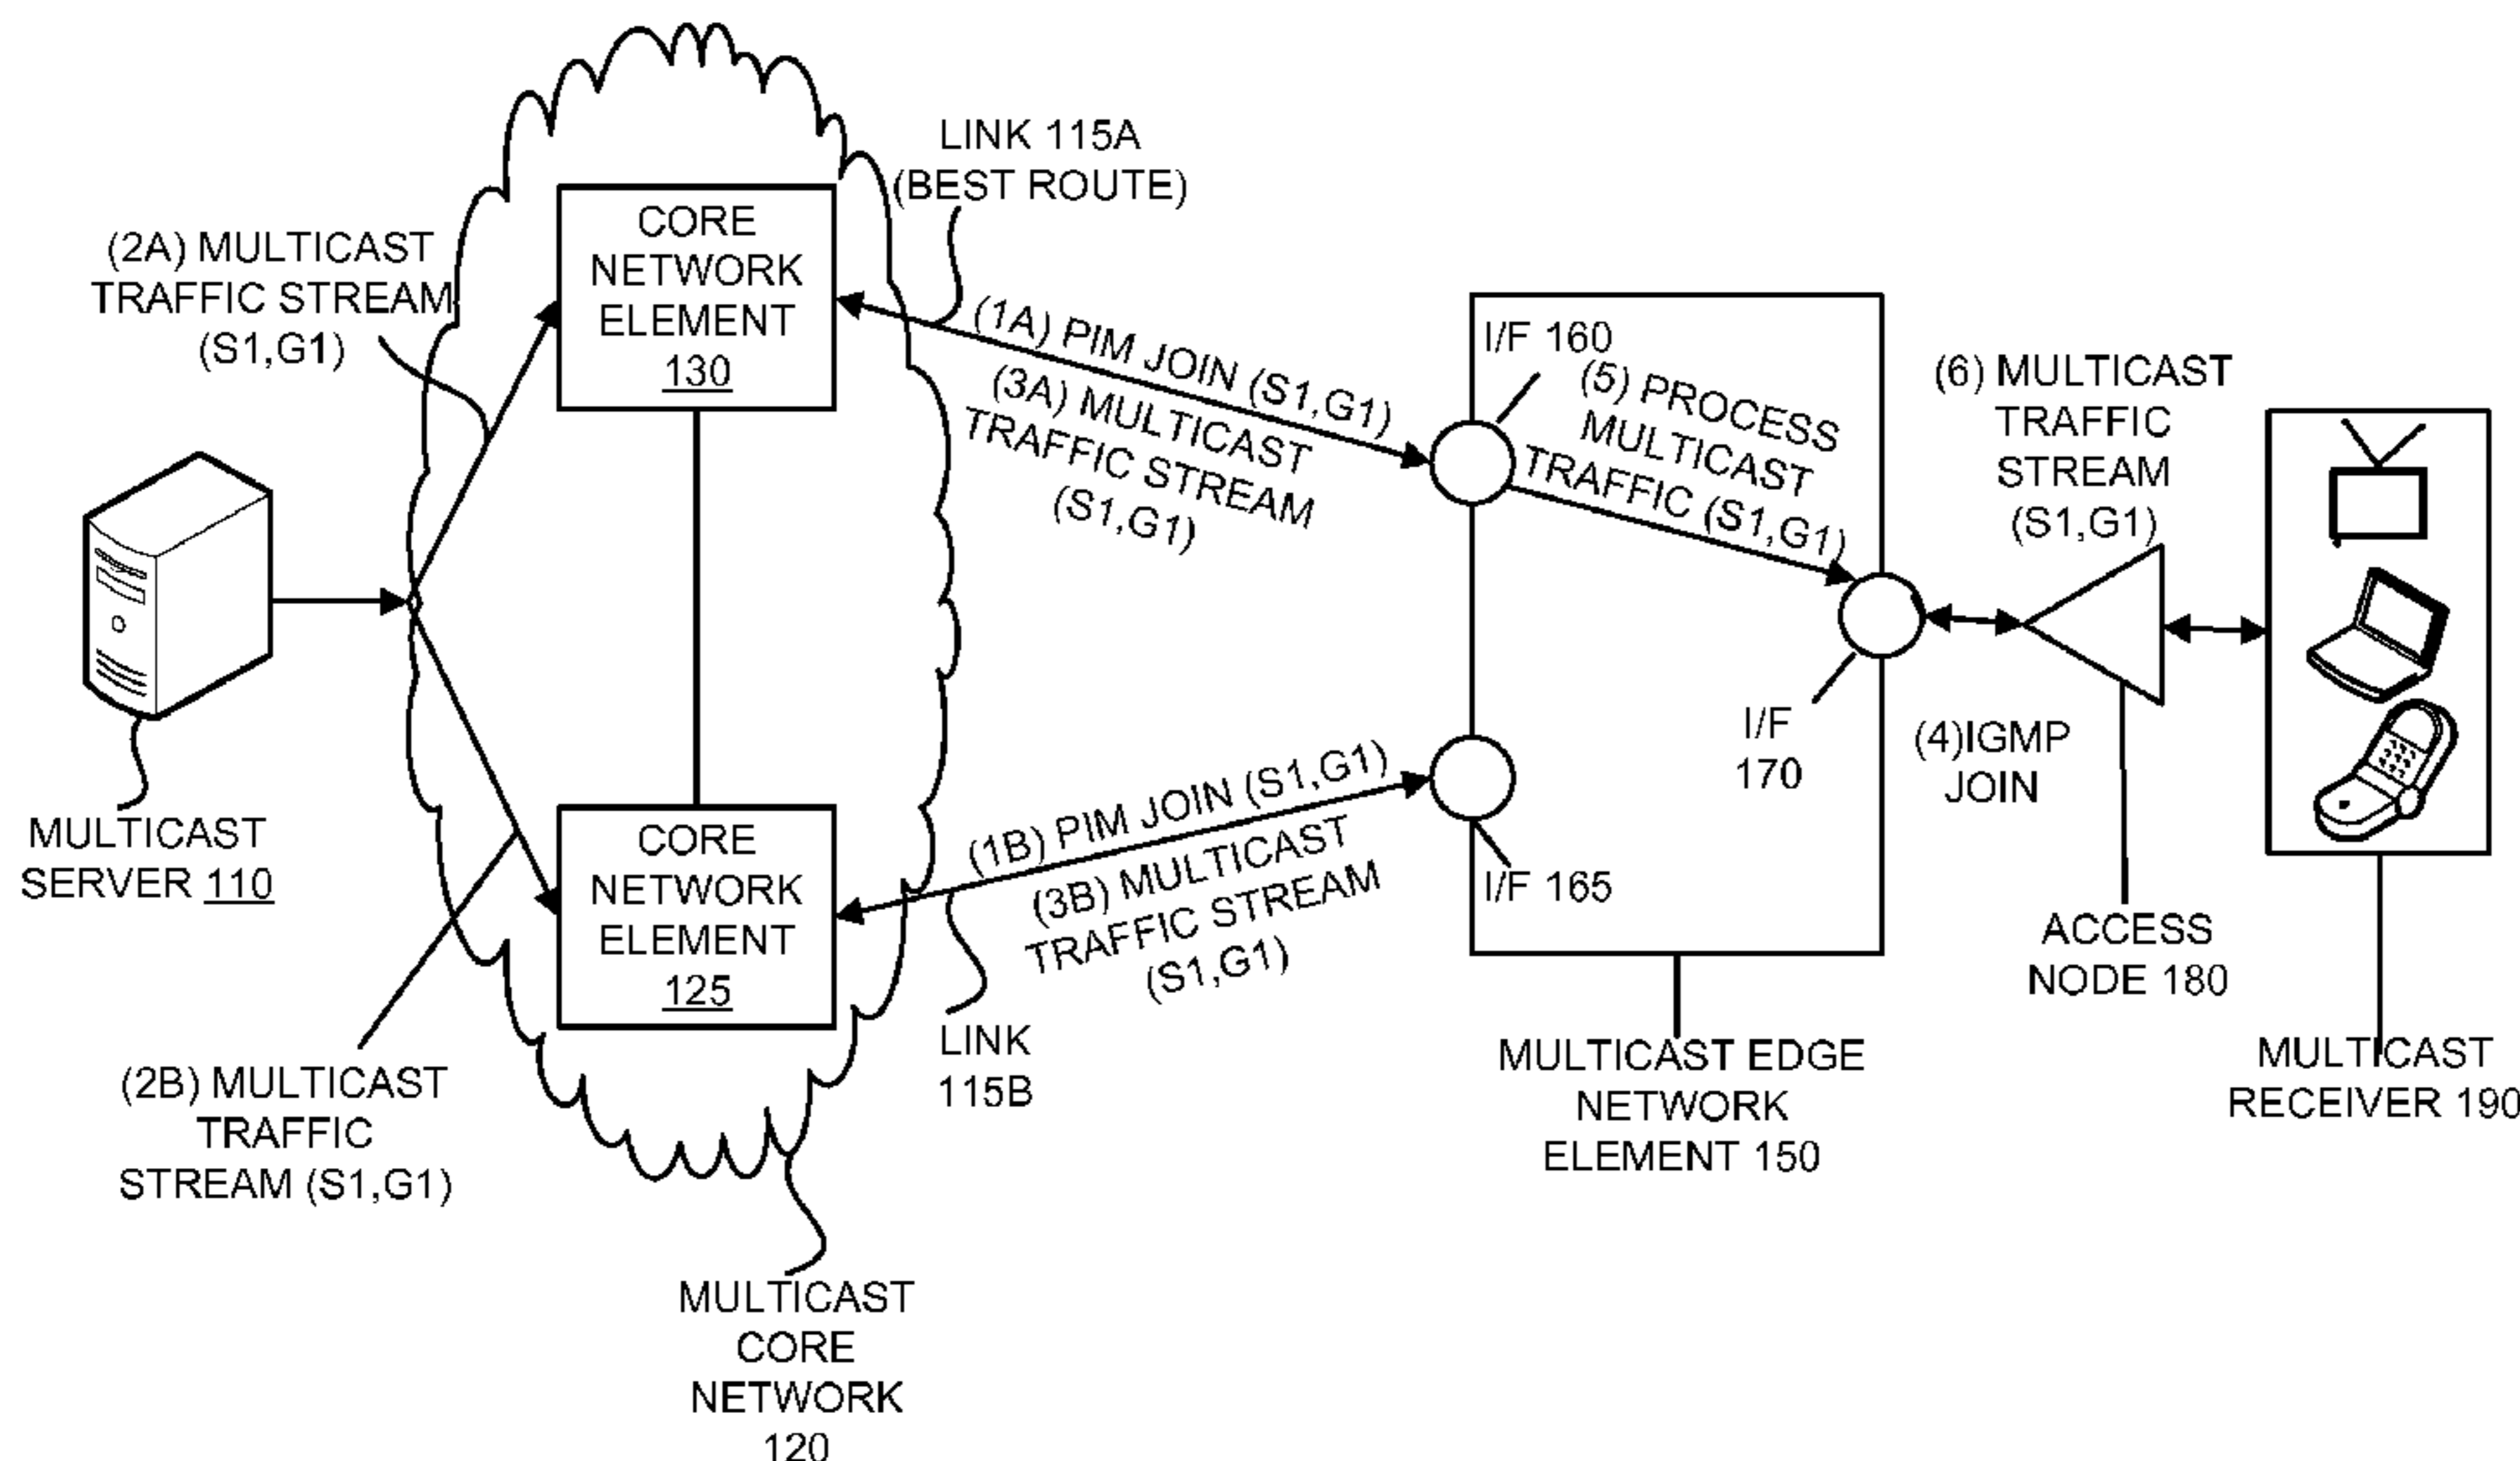 LINK 115A
(BEST ROUTE)
(2A) MULTICAST
TRAFFIC STREAM
(S1,G1)
CORE
NETWORK
ELEMENT
130
(1A) PIM JOIN (S1,G1)
(3A) MULTICAST
TRAFFIC STREAM
(S1,G1)
I/F 160
(5) PROCESS
MULTICAST
TRAFFIC (S1,G1)
(6) MULTICAST
TRAFFIC
STREAM
(S1,G1)
MULTICAST
SERVER 110
CORE
NETWORK
ELEMENT
125
(1B) PIM JOIN (S1,G1)
(3B) MULTICAST
TRAFFIC STREAM
(S1,G1)
I/F 165
I/F
170
(4)IGMP
JOIN
ACCESS
NODE 180
(2B) MULTICAST
TRAFFIC
STREAM (S1,G1)
LINK
115B
MULTICAST EDGE
NETWORK
ELEMENT 150
MULTICAST
RECEIVER 190
MULTICAST
CORE
NETWORK
120